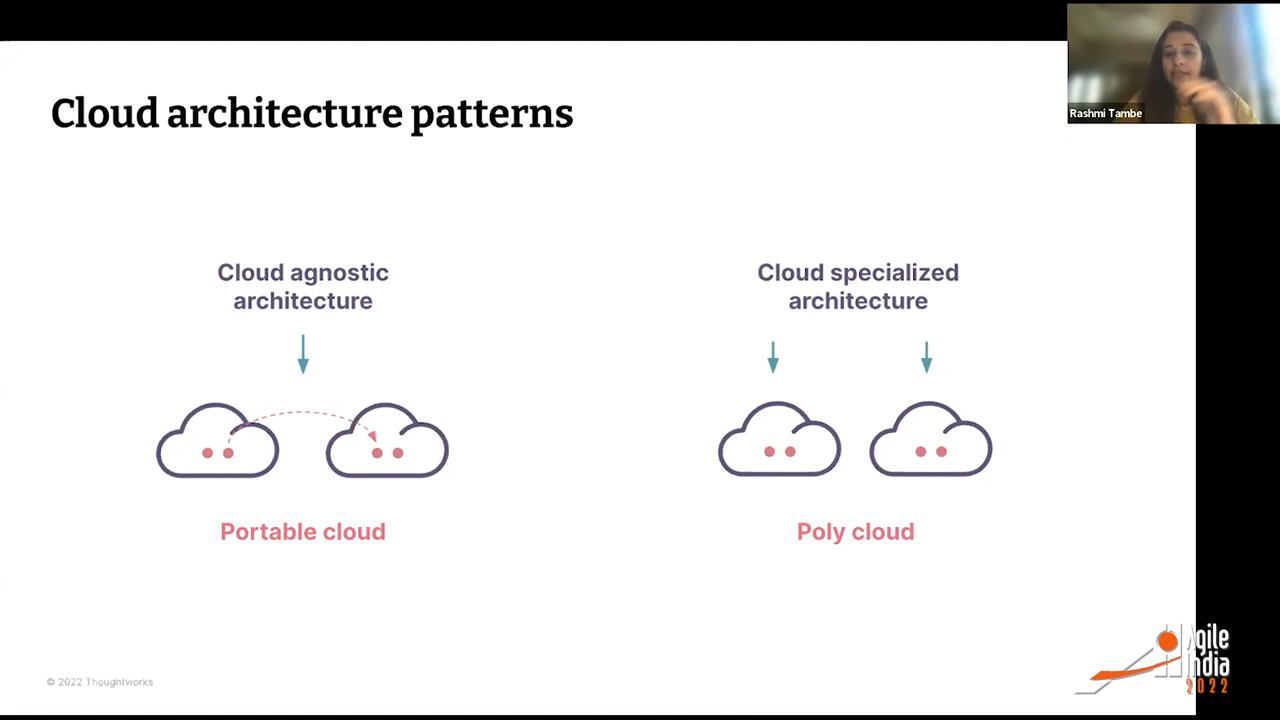 Rashmi Tambe
Cloud architecture patterns
Cloud agnostic
architecture
Cloud specialized
architecture
Portable cloud
Poly cloud
© 2022 Thoughtworks
Agile
India
2022